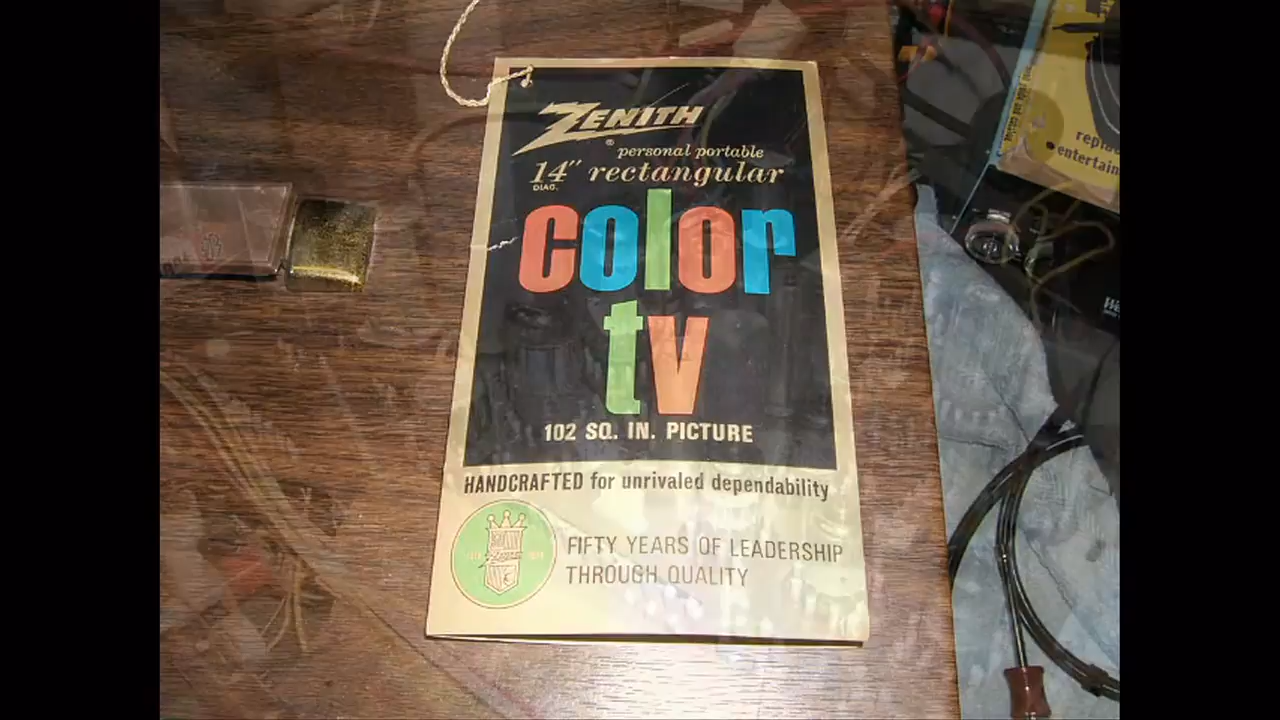 ZENITH
®
personal portable
14" rectangular
DIAG.
color
tv
102 SQ. IN. PICTURE
HANDCRAFTED for unrivaled dependability
FIFTY YEARS OF LEADERSHIP
THROUGH QUALITY